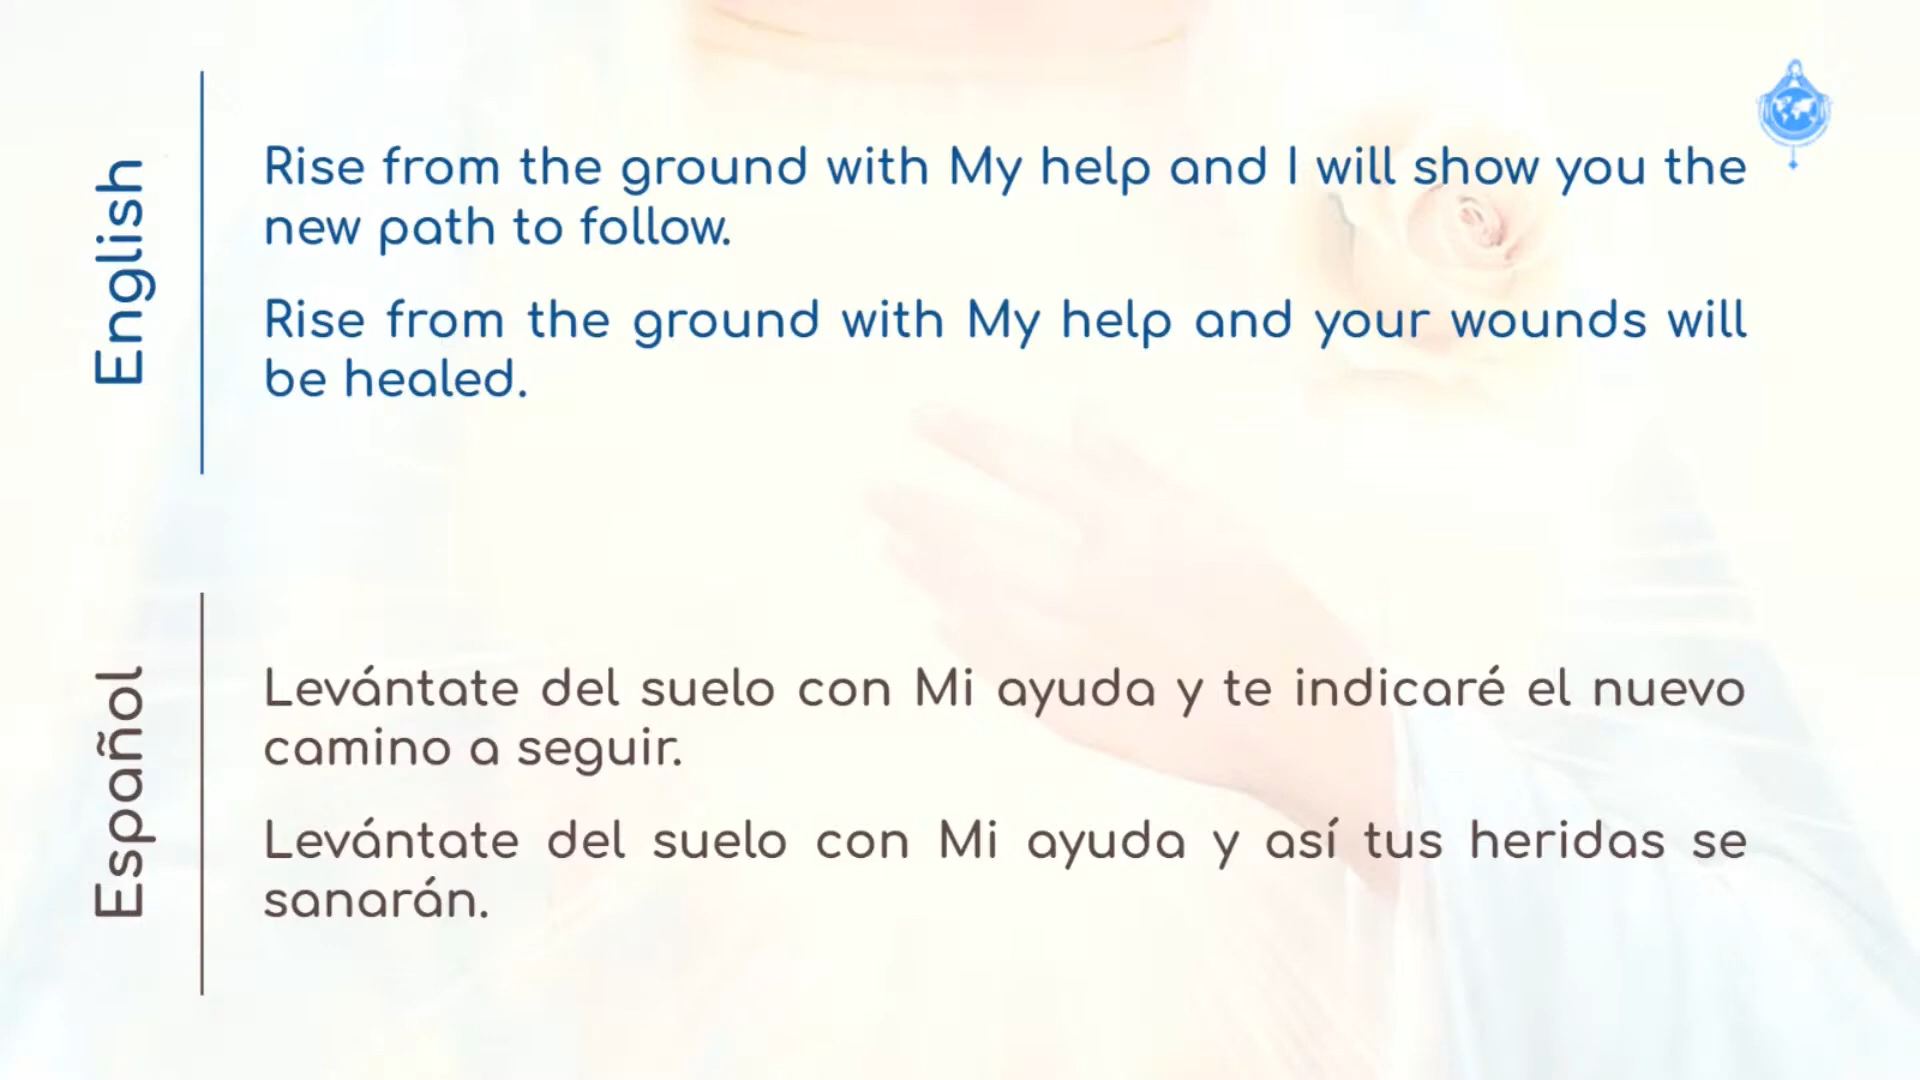 English
Rise from the ground with My help and I will show you the
new path to follow.
Rise from the ground with My help and your wounds will
be healed.
Español
Levántate del suelo con Mi ayuda y te indicaré el nuevo
camino a seguir.
Levántate del suelo con Mi ayuda y así tus heridas se
sanarán.